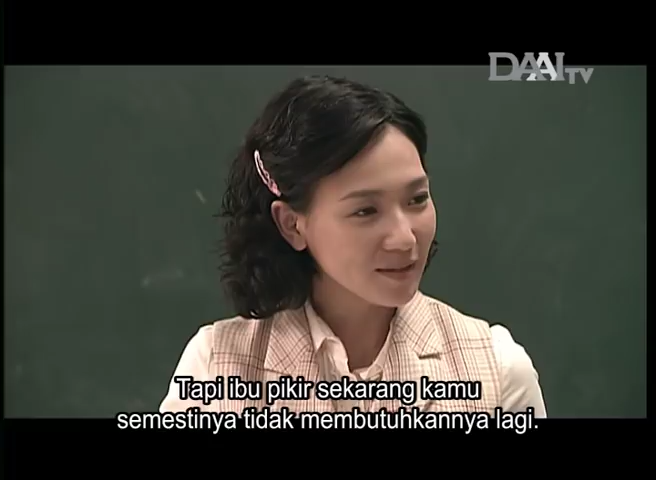 DAAI TV
Tapi ibu pikir sekarang kamu
semestinya tidak membutuhkannya lagi.